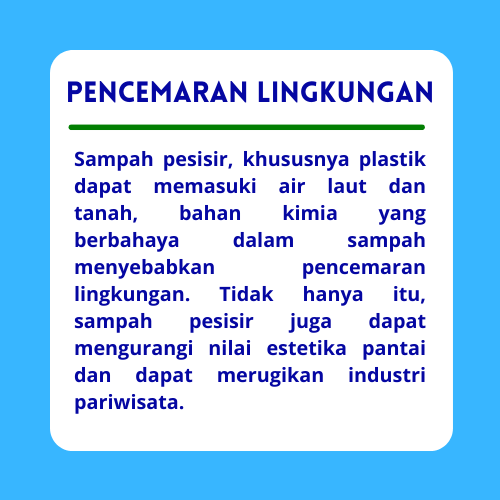 PENCEMARAN LINGKUNGAN
Sampah pesisir, khususnya plastik
dapat memasuki air laut dan
tanah, bahan kimia yang
berbahaya dalam sampah
menyebabkan pencemaran
lingkungan. Tidak hanya itu,
sampah pesisir juga dapat
mengurangi nilai estetika pantai
dan dapat merugikan industri
pariwisata.